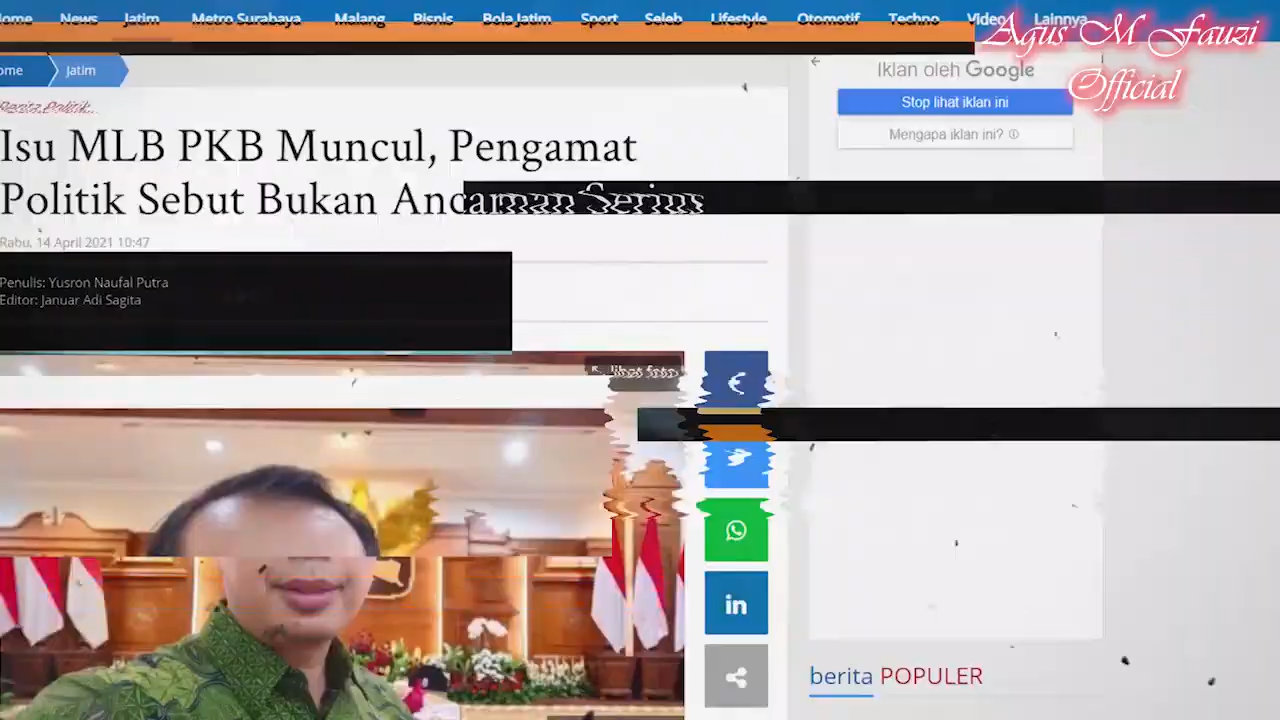 ome News Jatim Metro Surabaya Malang Bisnis Bola Jatim Sport Seleb Lifestyle Otomotif Techno Video Lainnya
Agus M Fauzi
Official
ome Jatim
Iklan oleh Google
Stop lihat iklan ini
Mengapa iklan ini?
Berita Politik
Isu MLB PKB Muncul, Pengamat
Politik Sebut Bukan Ancaman Serius
Rabu, 14 April 2021 10:47
Penulis: Yusron Naufal Putra
Editor: Januar Adi Sagita
lihat foto
in
berita POPULER